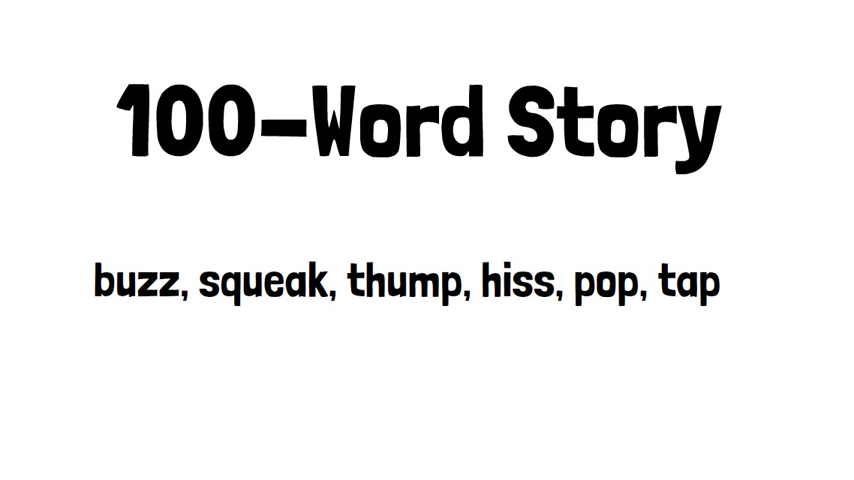 100-Word Story
buzz, squeak, thump, hiss, pop, tap